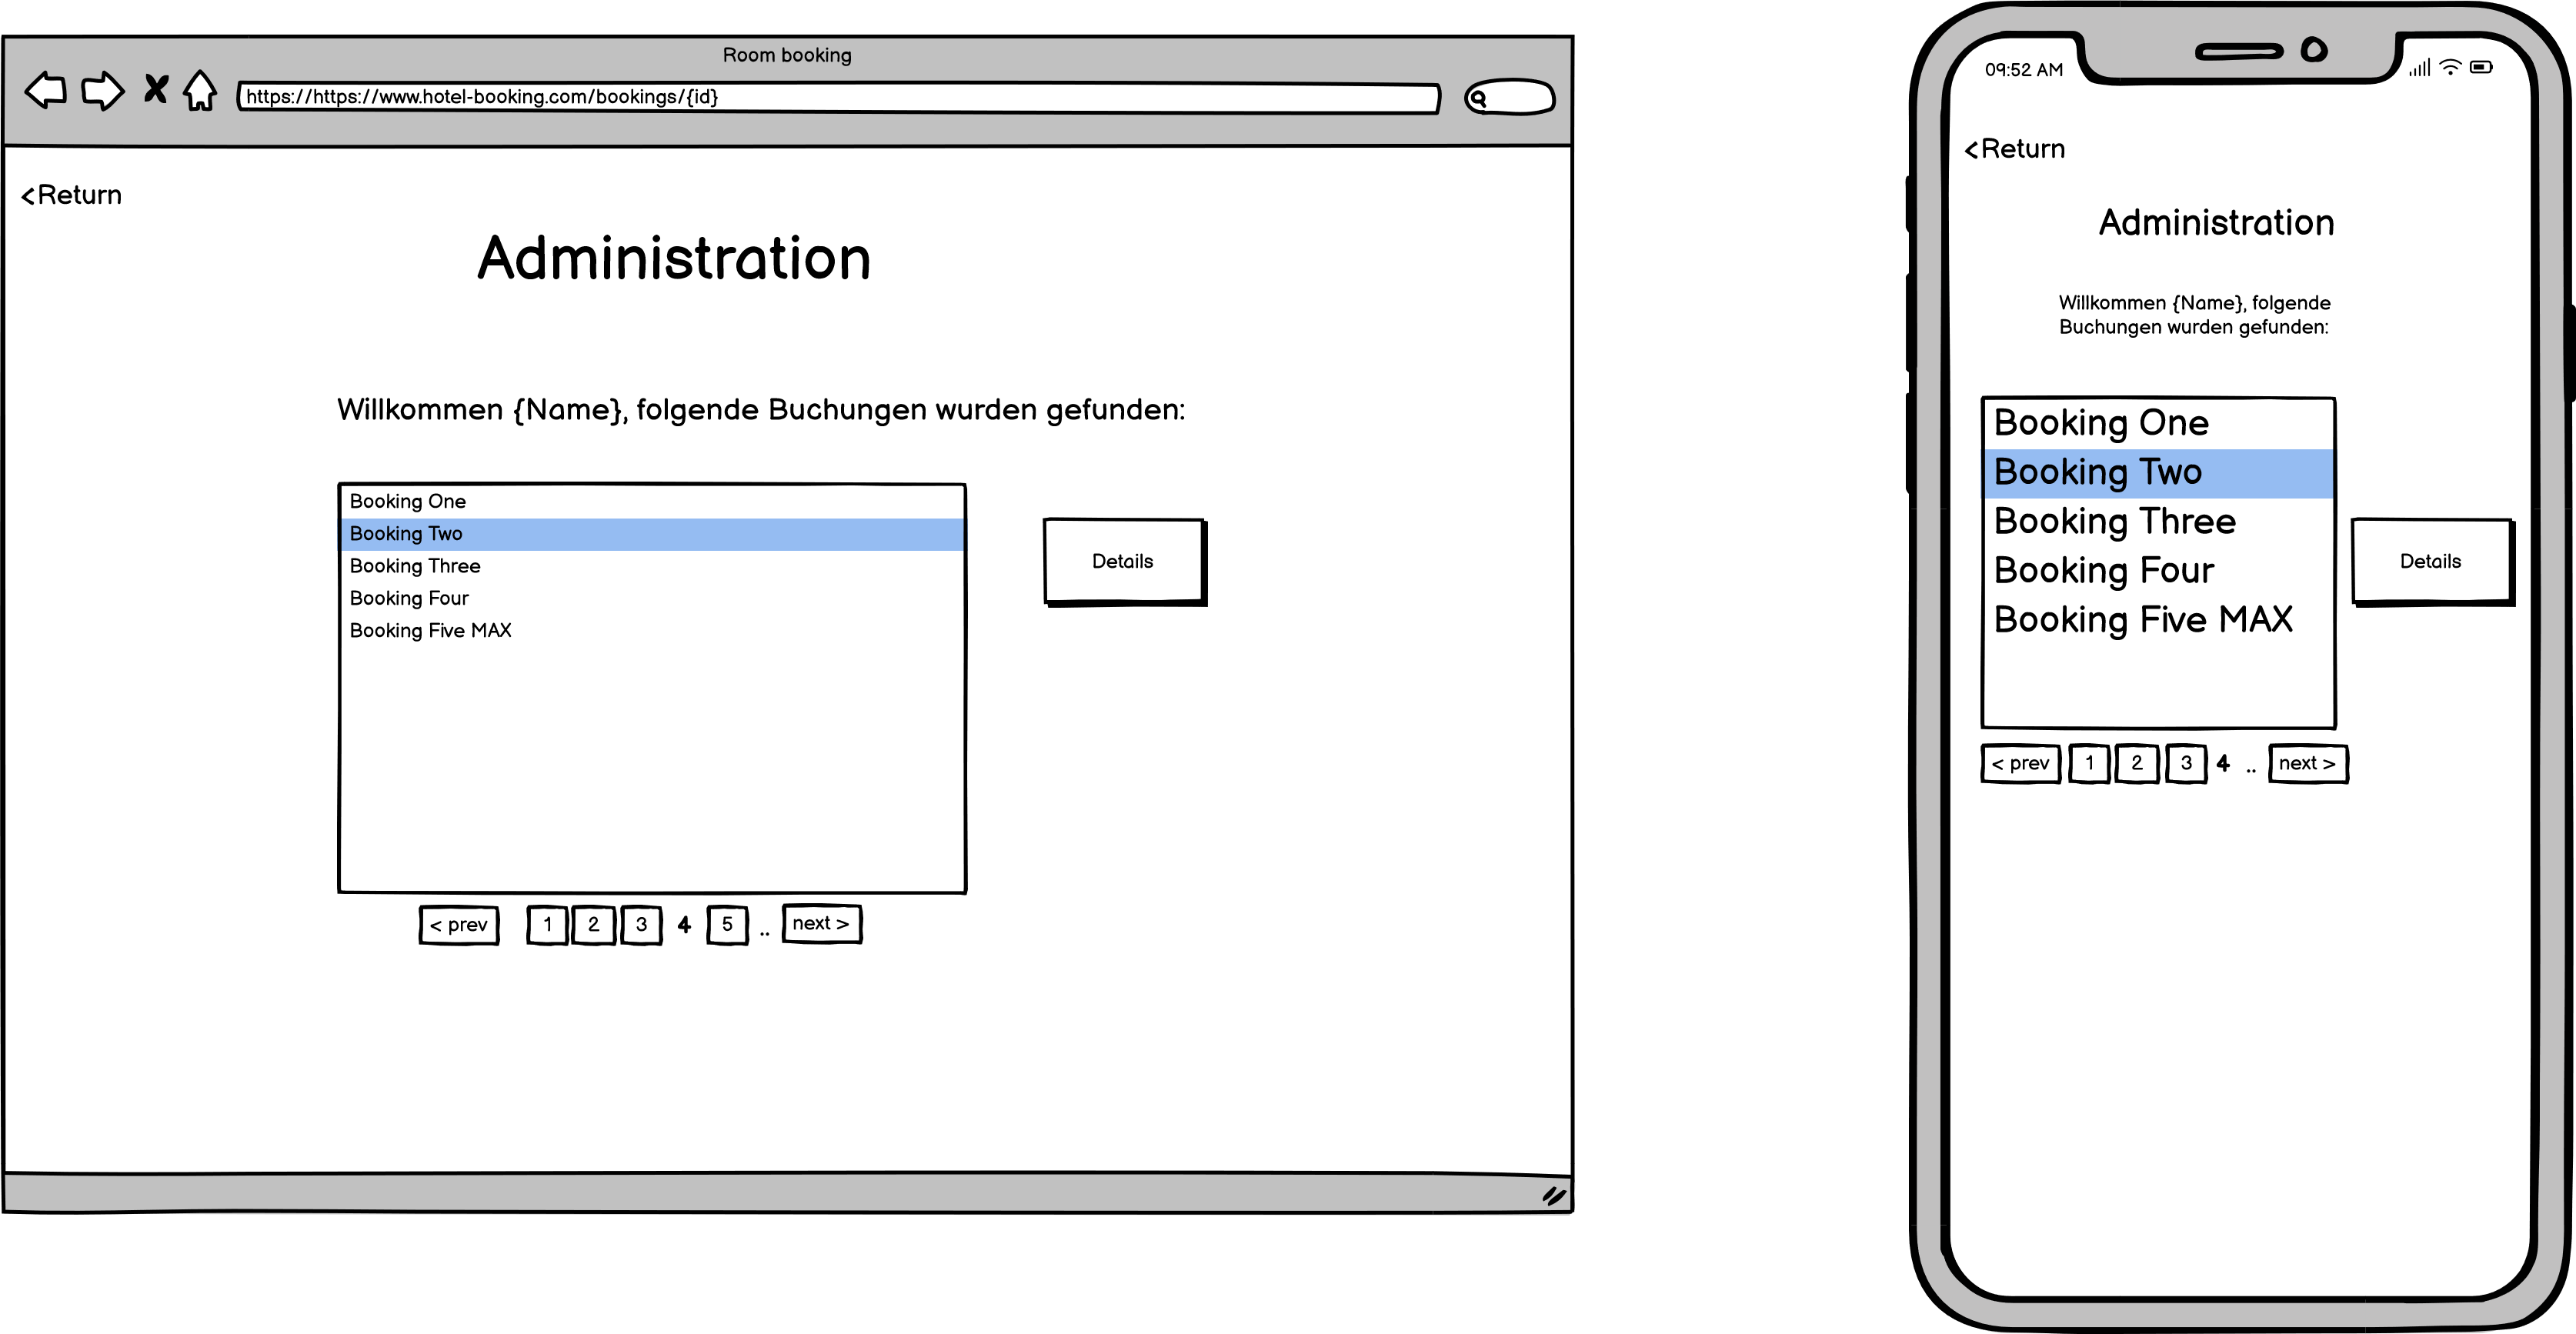 Room booking
https://https://www.hotel-booking.com/bookings/{id}
<Return
Administration
Willkommen {Name}, folgende Buchungen wurden gefunden:
Booking One
Booking Two
Booking Three
Booking Four
Booking Five MAX
Details
< prev 1 2 3 4 5 .. next >
09:52 AM
<Return
Administration
Willkommen {Name}, folgende
Buchungen wurden gefunden:
Booking One
Booking Two
Booking Three
Booking Four
Booking Five MAX
Details
< prev 1 2 3 4 .. next >